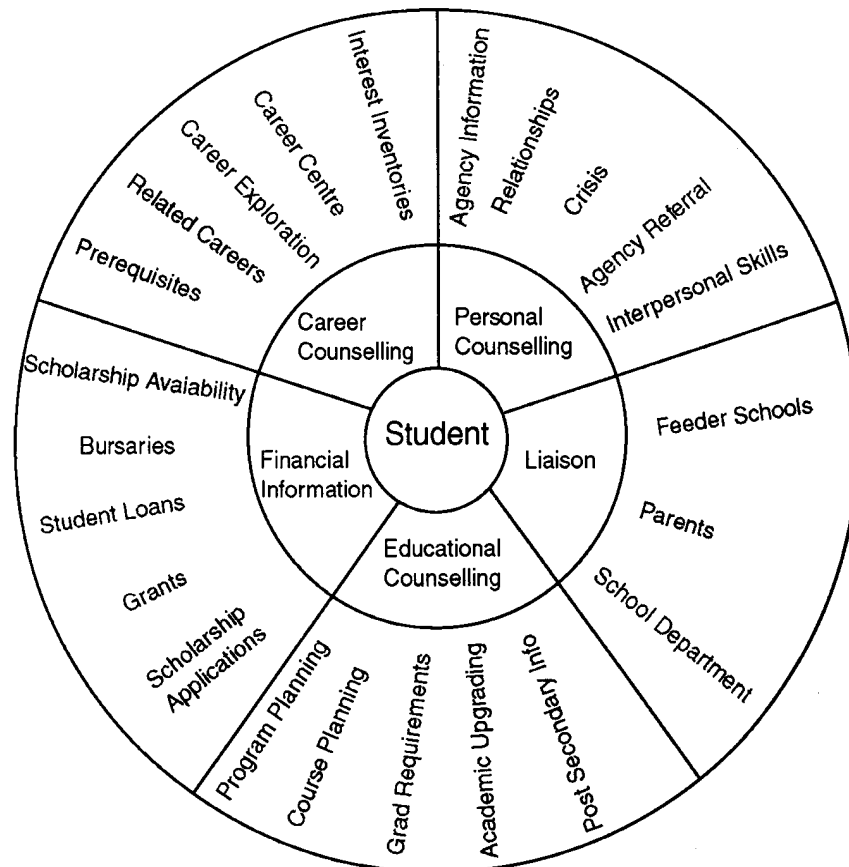 Student
Career
Counselling
Prerequisites
Related Careers
Career Exploration
Career Centre
Interest Inventories
Personal
Counselling
Agency Information
Relationships
Crisis
Agency Referral
Interpersonal Skills
Liaison
Feeder Schools
Parents
School Department
Educational
Counselling
Program Planning
Course Planning
Grad Requirements
Academic Upgrading
Post Secondary Info
Financial
Information
Scholarship Avaiability
Bursaries
Student Loans
Grants
Scholarship
Applications